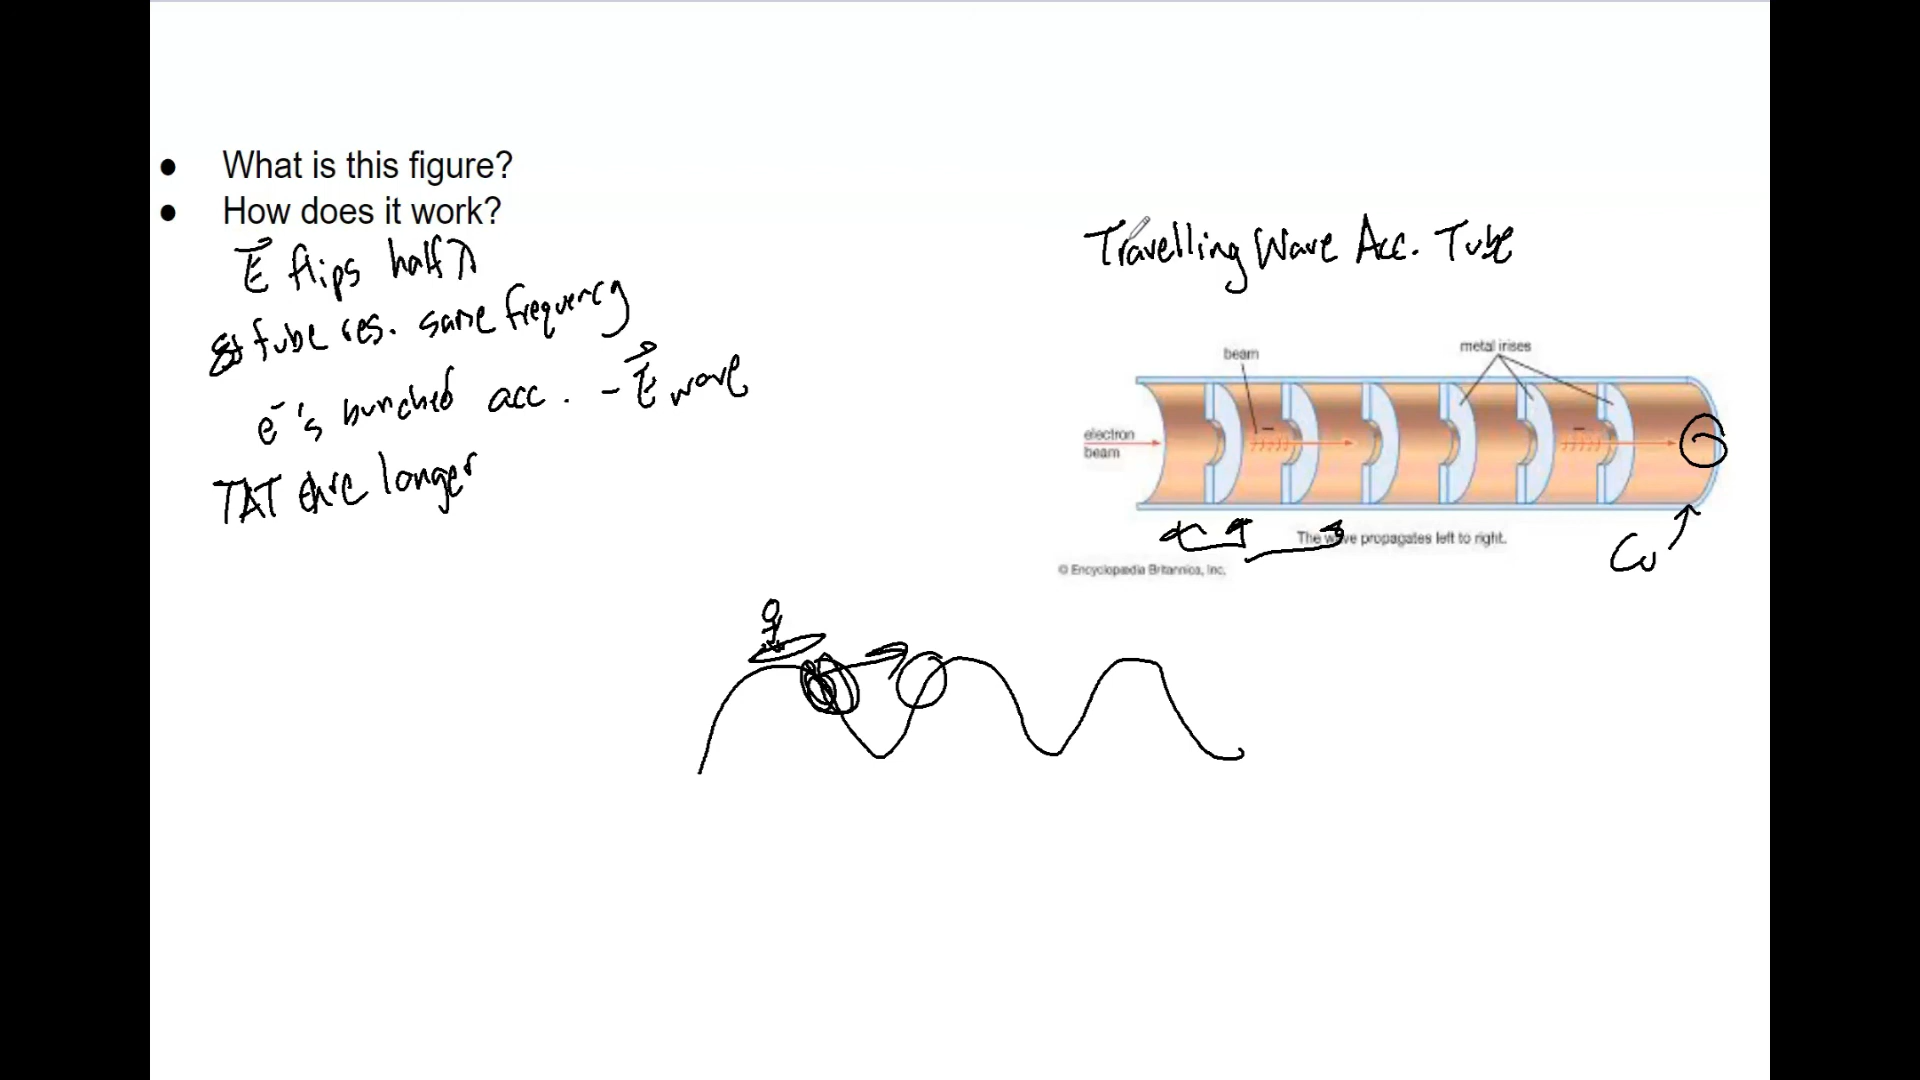 ● What is this figure?
● How does it work?
E flips half λ
tube res. same frequency
e⁻'s bunched acc. - E wave
TAT are longer
Travelling Wave Acc. Tube
beam
metal irises
electron
beam
The wave propagates left to right.
Cu
© Encyclopædia Britannica, Inc.